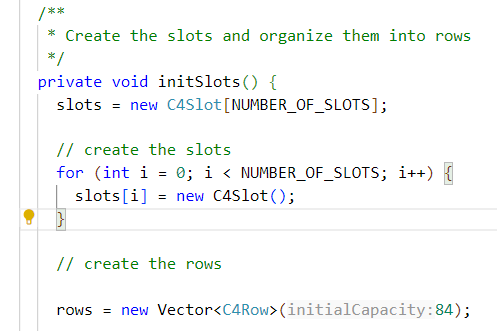 /**
* Create the slots and organize them into rows
*/
private void initSlots() {
slots = new C4Slot[NUMBER_OF_SLOTS];
// create the slots
for (int i = 0; i < NUMBER_OF_SLOTS; i++) {
slots[i] = new C4Slot();
}
// create the rows
rows = new Vector<C4Row>(initialCapacity:84);